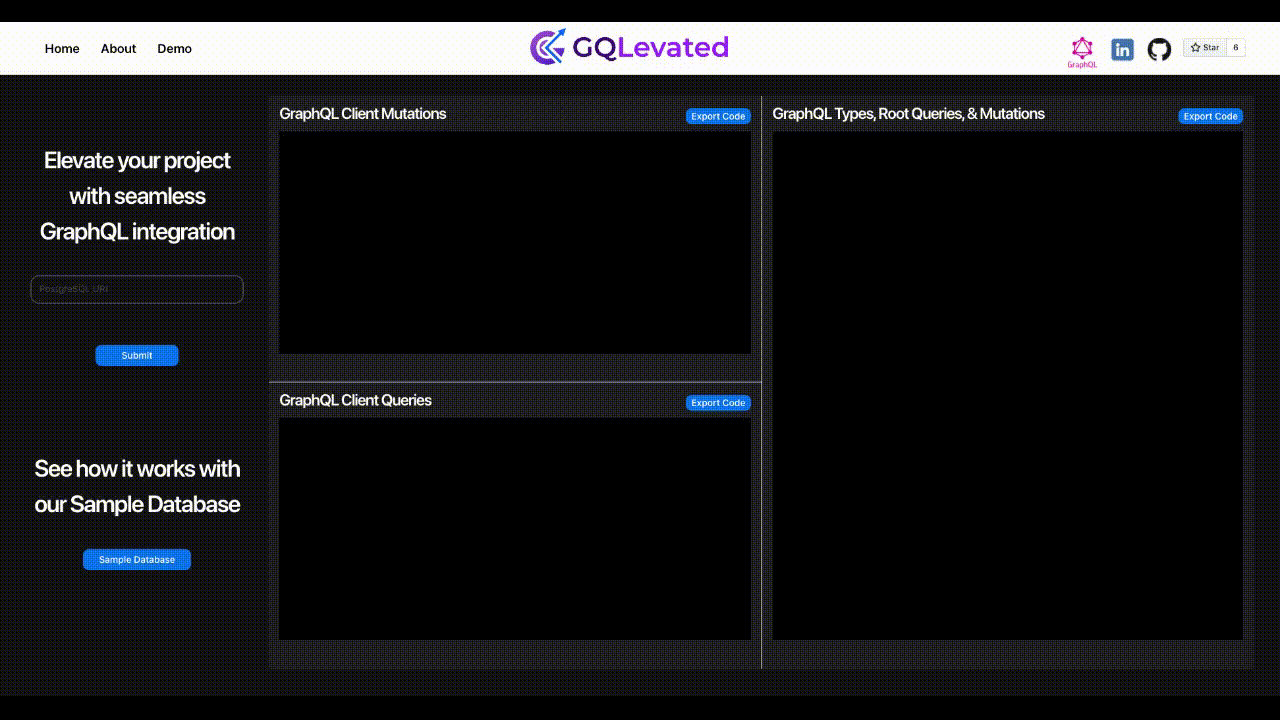 Home About Demo
GQLevated
GraphQL
Star 6
Elevate your project
with seamless
GraphQL integration
PostgreSQL URI
Submit
See how it works with
our Sample Database
Sample Database
GraphQL Client Mutations
Export Code
GraphQL Client Queries
Export Code
GraphQL Types, Root Queries, & Mutations
Export Code